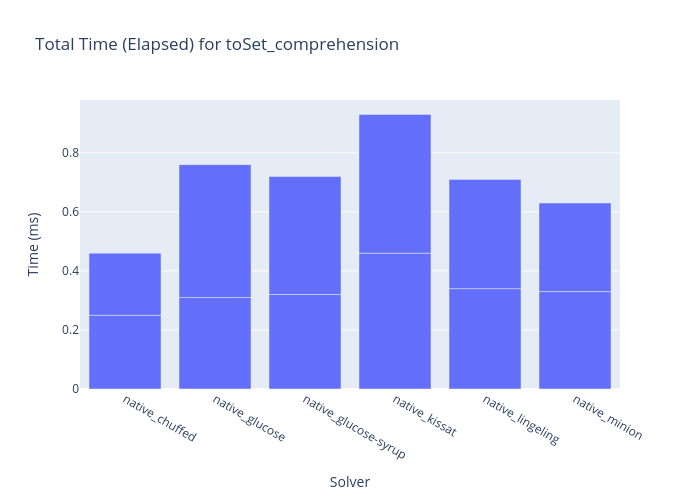 Total Time (Elapsed) for toSet_comprehension
Time (ms)
0.8
0.6
0.4
0.2
0
native_chuffed
native_glucose
native_glucose-syrup
native_kissat
native_lingeling
native_minion
Solver